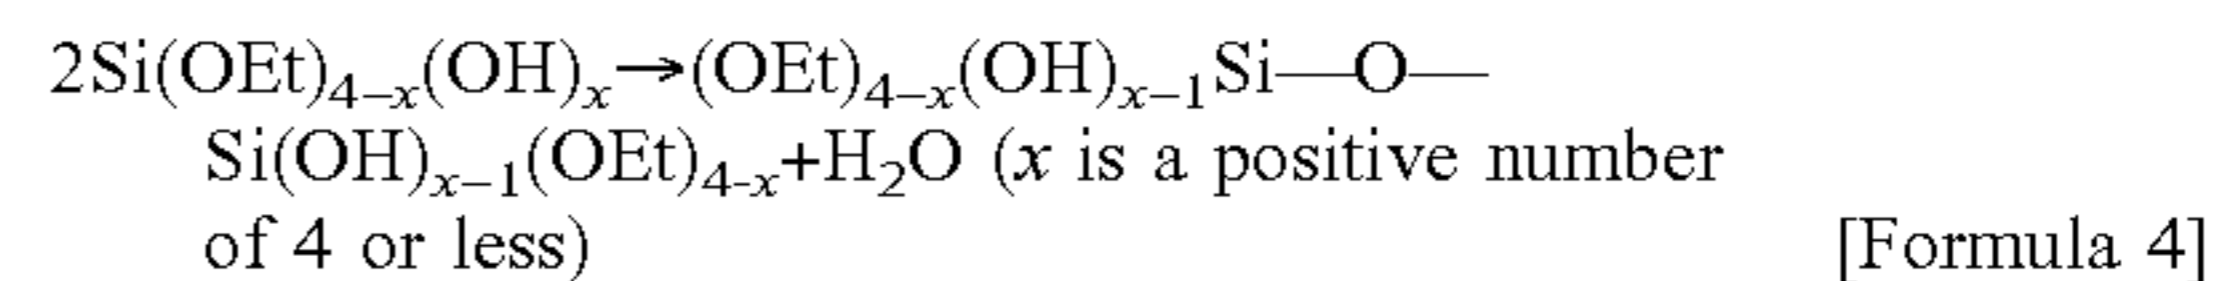 2Si(OEt)₄₋ₓ(OH)ₓ→(OEt)₄₋ₓ(OH)ₓ₋₁Si—O—
Si(OH)ₓ₋₁(OEt)₄₋ₓ+H₂O (x is a positive number
of 4 or less) [Formula 4]